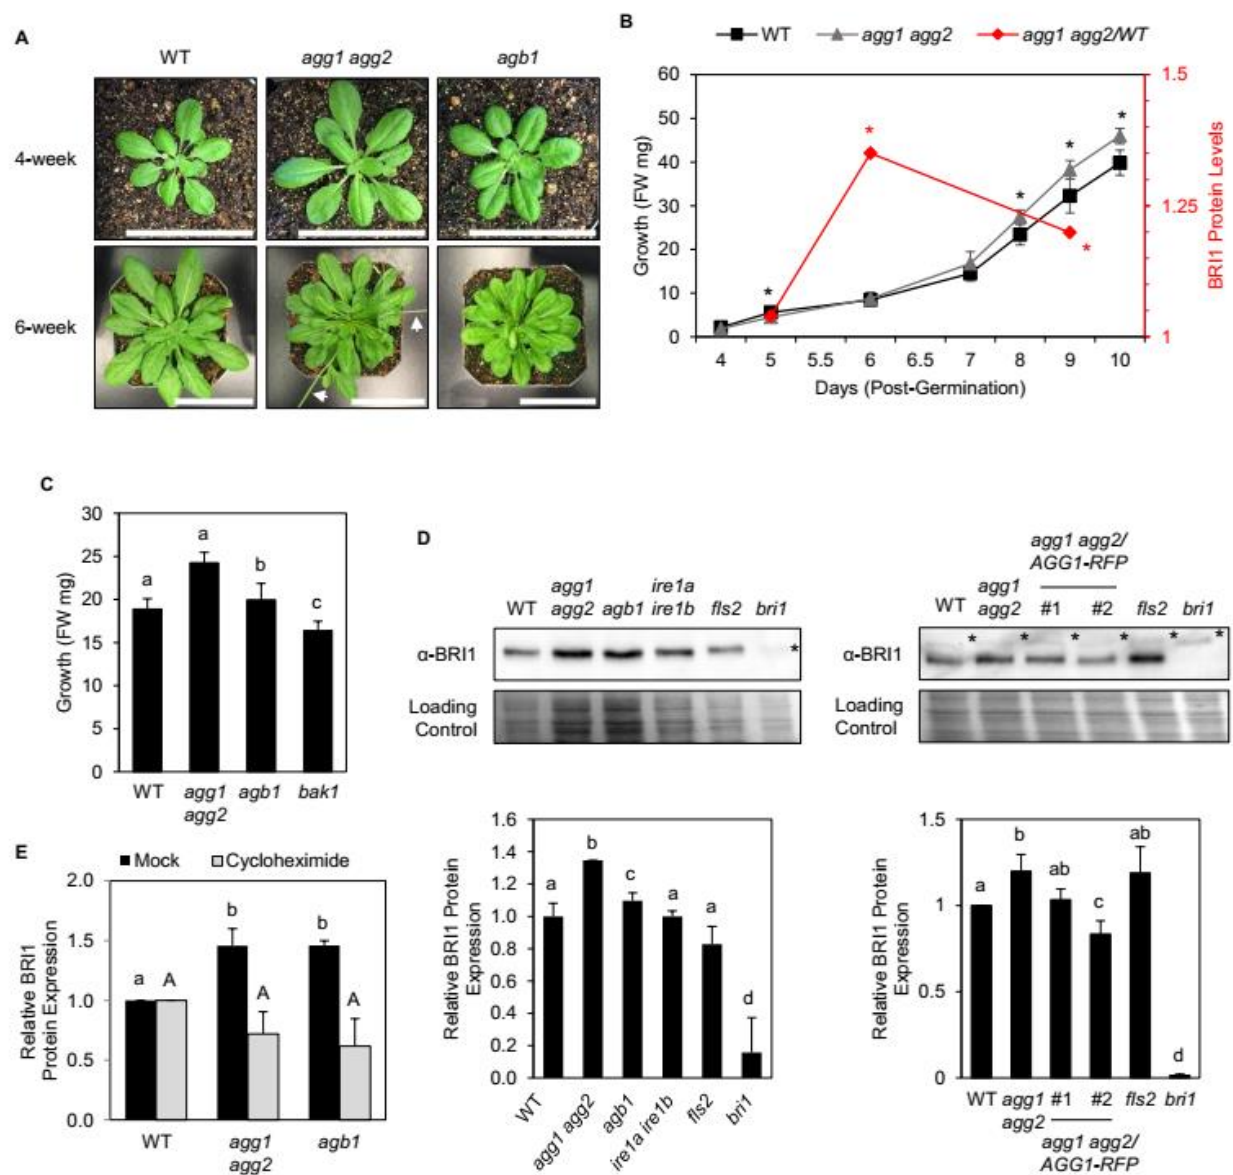 A
WT
agg1 agg2
agb1
4-week
6-week
B
WT
agg1 agg2
agg1 agg2/WT
60
50
40
30
20
10
0
Growth (FW mg)
1.5
1.25
1
BRI1 Protein Levels
* * * * * *
4 5 5.5 6 6.5 7 8 9 10
Days (Post-Germination)
C
30
25
20
15
10
5
0
Growth (FW mg)
a a b c
WT agg1 agb1 bak1
agg2
D
agg1 ire1a
WT agg2 agb1 ire1b fls2 bri1
α-BRI1
*
Loading
Control
agg1 agg2/
AGG1-RFP
agg1
WT agg2 #1 #2 fls2 bri1
* * * * * *
α-BRI1
Loading
Control
1.6
1.4
1.2
1.0
0.8
0.6
0.4
0.2
0.0
Relative BRI1 Protein
Expression
a b c a a d
WT agg1 agg2 agb1 ire1a ire1b fls2 bri1
1.5
1
0.5
0
Relative BRI1 Protein
Expression
a b ab c ab d
WT agg1 #1 #2 fls2 bri1
agg2
agg1 agg2/
AGG1-RFP
E
Mock Cycloheximide
2.0
1.5
1.0
0.5
0.0
Relative BRI1
Protein Expression
a A b A b A
WT agg1 agb1
agg2